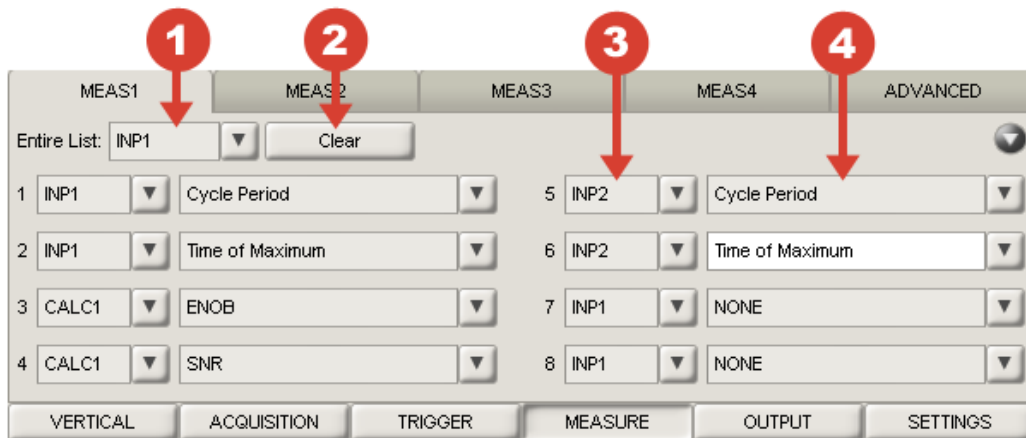 1 2 3 4
MEAS1 MEAS2 MEAS3 MEAS4 ADVANCED
Entire List: INP1 Clear
1 INP1 Cycle Period 5 INP2 Cycle Period
2 INP1 Time of Maximum 6 INP2 Time of Maximum
3 CALC1 ENOB 7 INP1 NONE
4 CALC1 SNR 8 INP1 NONE
VERTICAL ACQUISITION TRIGGER MEASURE OUTPUT SETTINGS